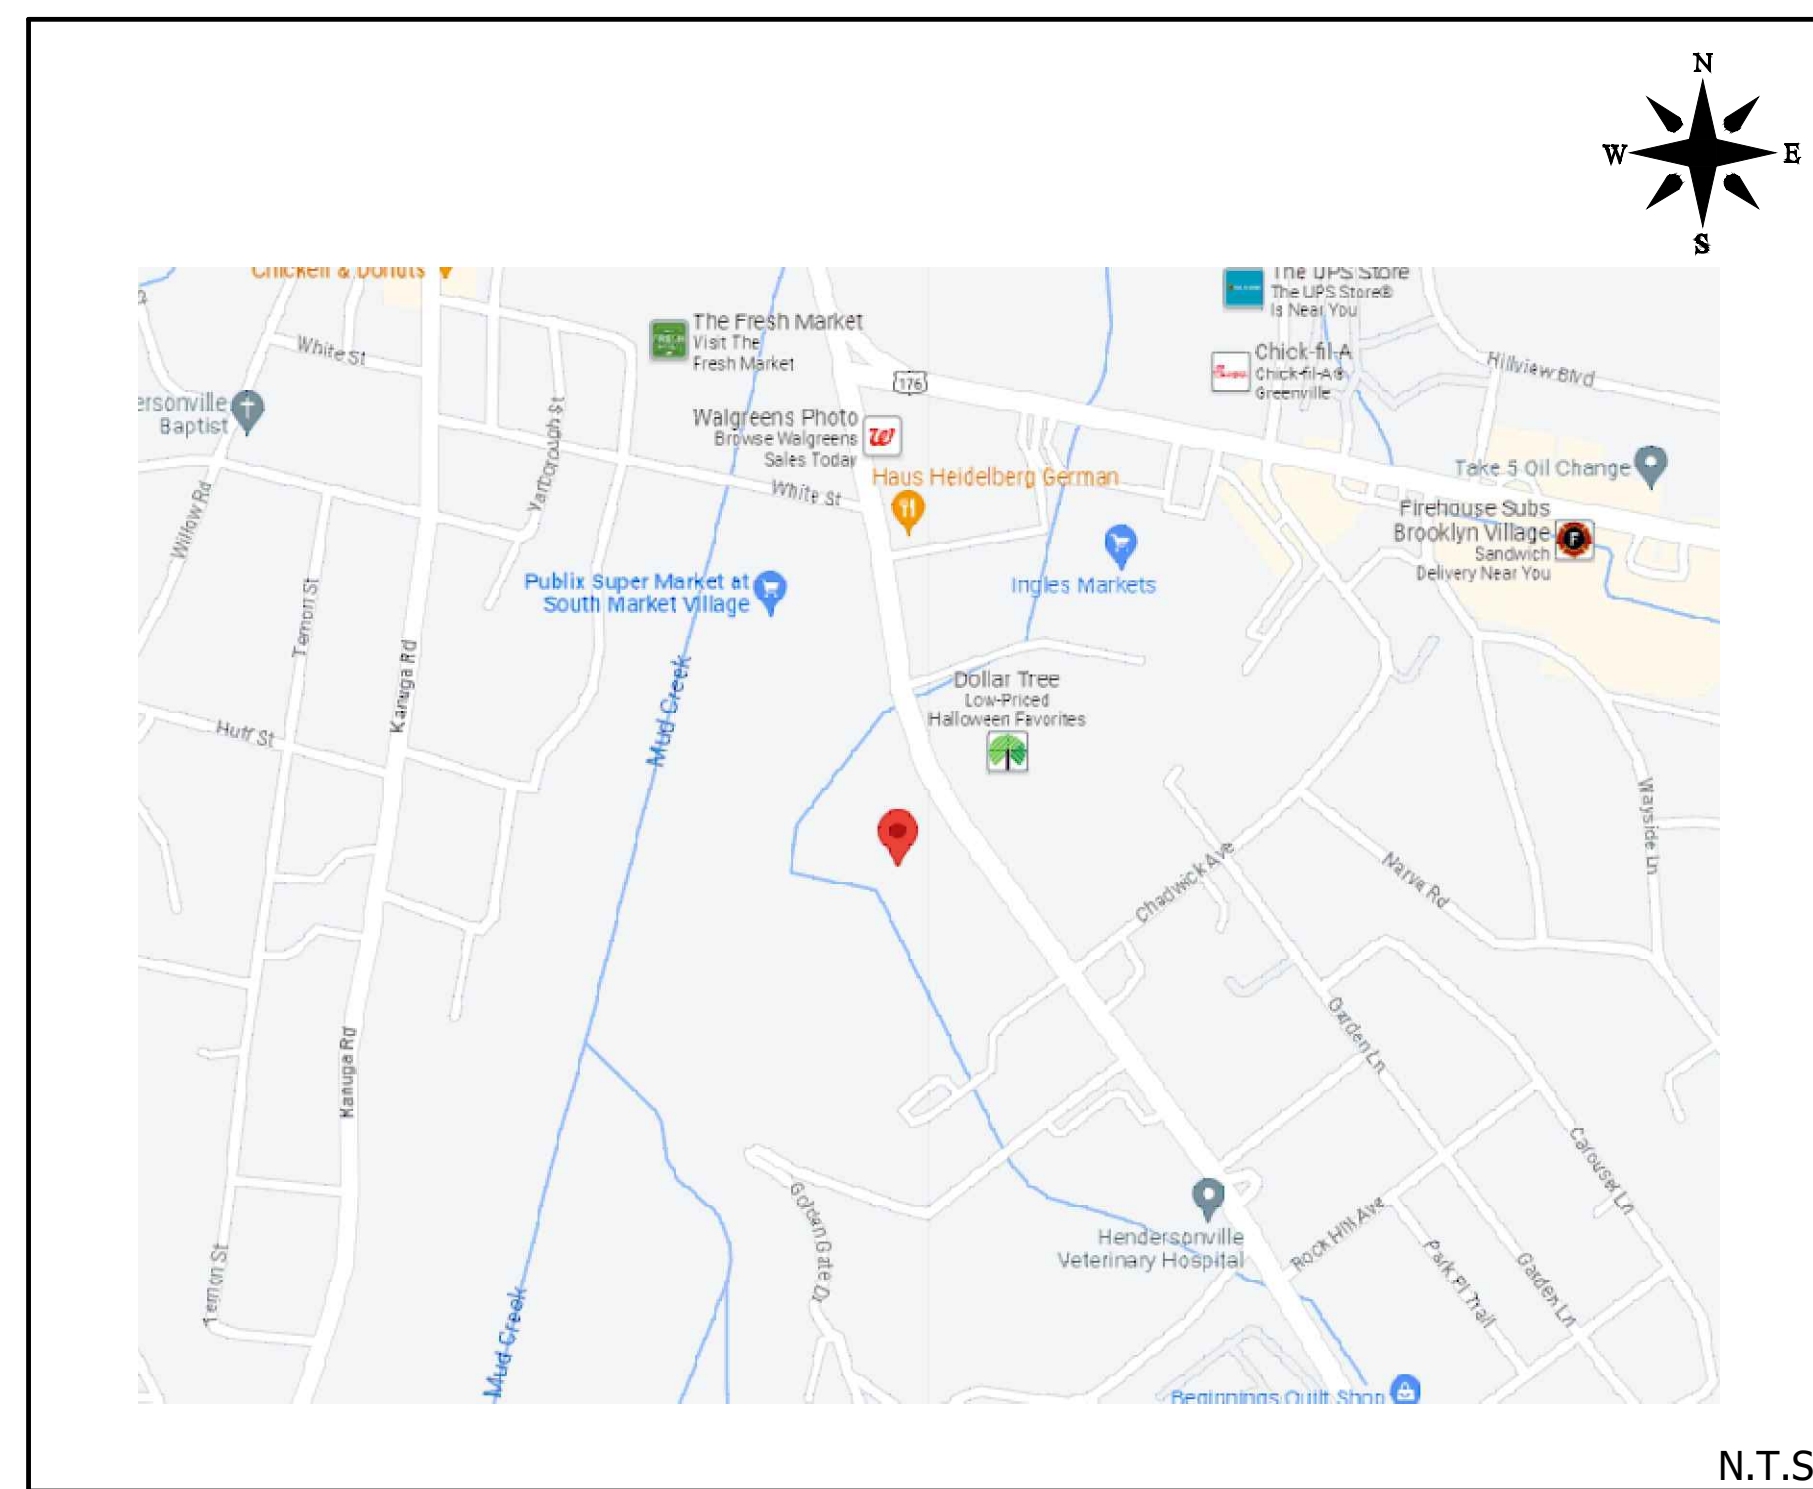 N
W E
S
Chicken & Donuts
The UPS Store
The UPS Store®
Is Near You
The Fresh Market
Visit The
Fresh Market
White St
176
Chick-fil-A
Chick-fil-A®
Greenville
Hillview Blvd
ersonville
Baptist
Yarborough St
Walgreens Photo
Browse Walgreens
Sales Today
White St
Haus Heidelberg German
Take 5 Oil Change
Willow Rd
Firehouse Subs
Brooklyn Village
Sandwich
Delivery Near You
Publix Super Market at
South Market Village
Ingles Markets
Kanuga Rd
Mud Creek
Dollar Tree
Low-Priced
Halloween Favorites
Huff St
Wayside Ln
Chadwick Ave
Narva Rd
Garden Ln
Kanuga Rd
Carousel Ln
Golden Gate Dr
Hendersonville
Veterinary Hospital
Rock Hill Ave
Park Pl Trail
Garden Ln
Mud Creek
Beginnings Quilt Shop
N.T.S